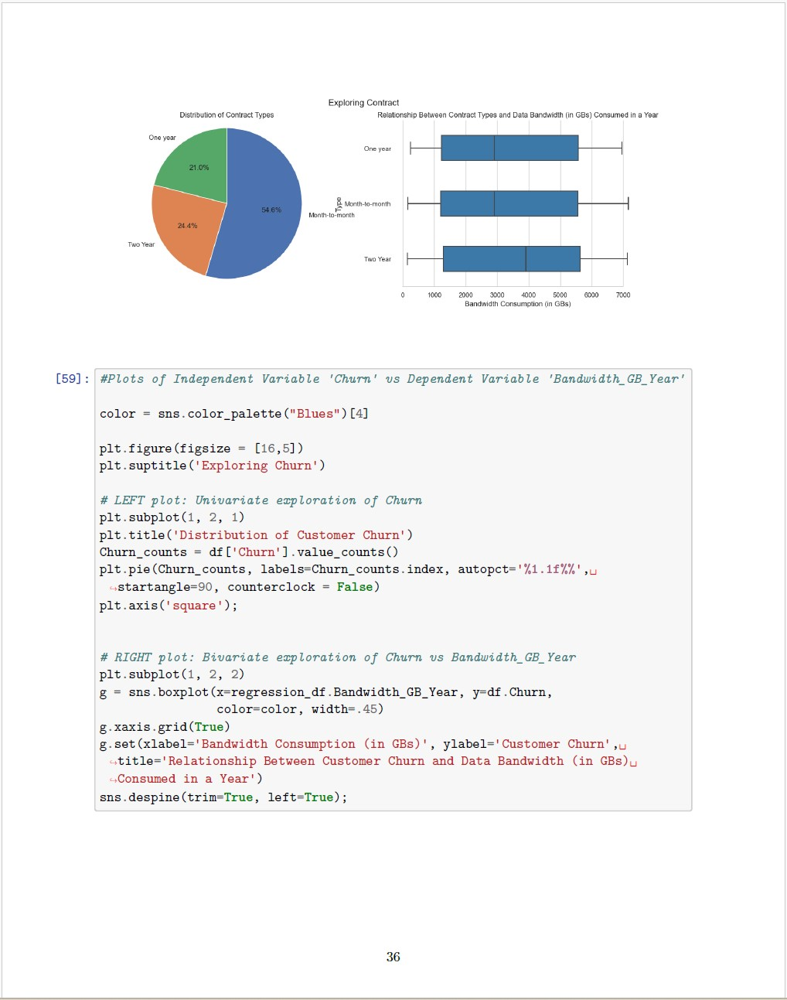 Exploring Contract
Distribution of Contract Types
One year
21.0%
54.6%
Month-to-month
24.4%
Two Year
Relationship Between Contract Types and Data Bandwidth (in GBs) Consumed in a Year
One year
Type
Month-to-month
Two Year
0 1000 2000 3000 4000 5000 6000 7000
Bandwidth Consumption (in GBs)
[59]: #Plots of Independent Variable 'Churn' vs Dependent Variable 'Bandwidth_GB_Year'
color = sns.color_palette("Blues")[4]
plt.figure(figsize = [16,5])
plt.suptitle('Exploring Churn')
# LEFT plot: Univariate exploration of Churn
plt.subplot(1, 2, 1)
plt.title('Distribution of Customer Churn')
Churn_counts = df['Churn'].value_counts()
plt.pie(Churn_counts, labels=Churn_counts.index, autopct='%1.1f%%',␣
↪startangle=90, counterclock = False)
plt.axis('square');
# RIGHT plot: Bivariate exploration of Churn vs Bandwidth_GB_Year
plt.subplot(1, 2, 2)
g = sns.boxplot(x=regression_df.Bandwidth_GB_Year, y=df.Churn,
color=color, width=.45)
g.xaxis.grid(True)
g.set(xlabel='Bandwidth Consumption (in GBs)', ylabel='Customer Churn',␣
↪title='Relationship Between Customer Churn and Data Bandwidth (in GBs)␣
↪Consumed in a Year')
sns.despine(trim=True, left=True);
36